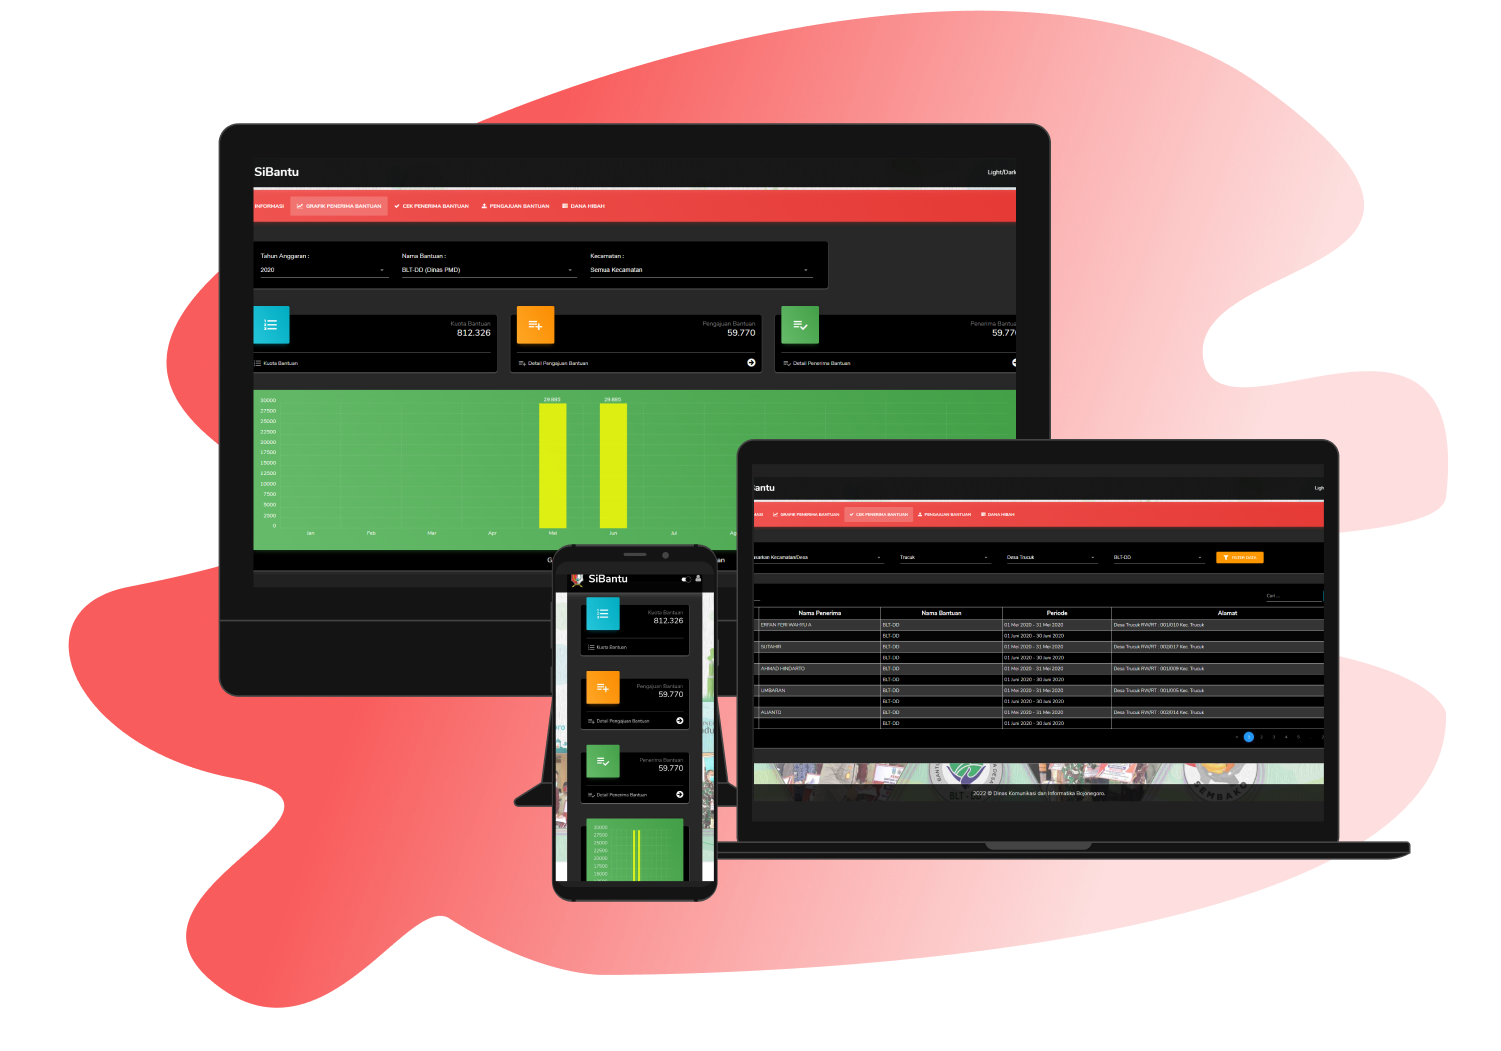 SiBantu
Light/Dark
INFORMASI GRAFIK PENERIMA BANTUAN CEK PENERIMA BANTUAN PENGAJUAN BANTUAN DANA HIBAH
Tahun Anggaran : Nama Bantuan : Kecamatan :
2020 BLT-DD (Dinas PMD) Semua Kecamatan
Kuota Bantuan
812.326
Kuota Bantuan
Pengajuan Bantuan
59.770
Detail Pengajuan Bantuan
Penerima Bantua
59.77
Detail Penerima Bantuan
30000
27500
25000
22500
20000
17500
15000
12500
10000
7500
5000
2500
0
29.885 29.885
Jan Feb Mar Apr Mei Jun Jul Ag
G
an
SiBantu
Kuota Bantuan
812.326
Kuota Bantuan
Pengajuan Bantuan
59.770
Detail Pengajuan Bantuan
Penerima Bantuan
59.770
Detail Penerima Bantuan
30000
27500
25000
22500
20000
17500
15000
Bantu
Ligh
MASI GRAFIK PENERIMA BANTUAN CEK PENERIMA BANTUAN PENGAJUAN BANTUAN DANA HIBAH
asarkan Kecamatan/Desa Trucuk Desa Trucuk BLT-DD FILTER DATA
Cari ...
Nama Penerima Nama Bantuan Periode Alamat
ERFAN FERI WAHYU A BLT-DD 01 Mei 2020 - 31 Mei 2020 Desa Trucuk RW/RT : 001/010 Kec. Trucuk
BLT-DD 01 Juni 2020 - 30 Juni 2020
SUTAHIR BLT-DD 01 Mei 2020 - 31 Mei 2020 Desa Trucuk RW/RT : 002/017 Kec. Trucuk
BLT-DD 01 Juni 2020 - 30 Juni 2020
AHMAD HINDARTO BLT-DD 01 Mei 2020 - 31 Mei 2020 Desa Trucuk RW/RT : 001/009 Kec. Trucuk
BLT-DD 01 Juni 2020 - 30 Juni 2020
UMBARAN BLT-DD 01 Mei 2020 - 31 Mei 2020 Desa Trucuk RW/RT : 001/005 Kec. Trucuk
BLT-DD 01 Juni 2020 - 30 Juni 2020
ALIANTO BLT-DD 01 Mei 2020 - 31 Mei 2020 Desa Trucuk RW/RT : 002/014 Kec. Trucuk
BLT-DD 01 Juni 2020 - 30 Juni 2020
1 2 3 4 5
BLT
SEMBAKO
2022 © Dinas Komunikasi dan Informatika Bojonegoro.